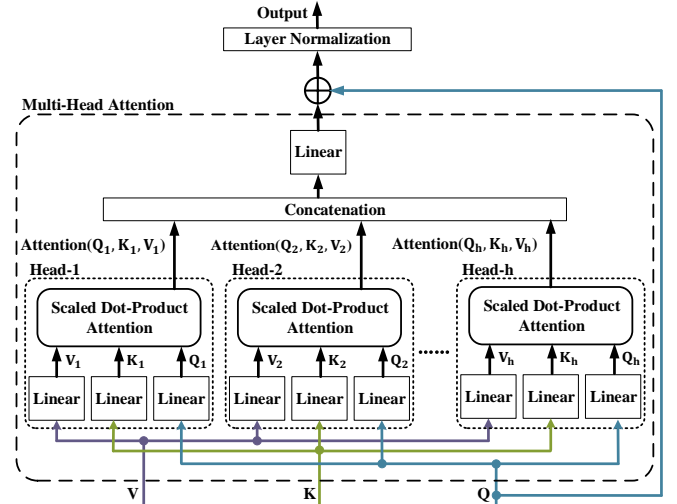 Output
Layer Normalization
Multi-Head Attention
Linear
Concatenation
Attention(Q₁, K₁, V₁) Attention(Q₂, K₂, V₂) Attention(Qₕ, Kₕ, Vₕ)
Head-1 Head-2 Head-h
Scaled Dot-Product Attention
Scaled Dot-Product Attention
Scaled Dot-Product Attention
V₁ K₁ Q₁ V₂ K₂ Q₂ Vₕ Kₕ Qₕ
Linear Linear Linear Linear Linear Linear Linear Linear Linear
V K Q